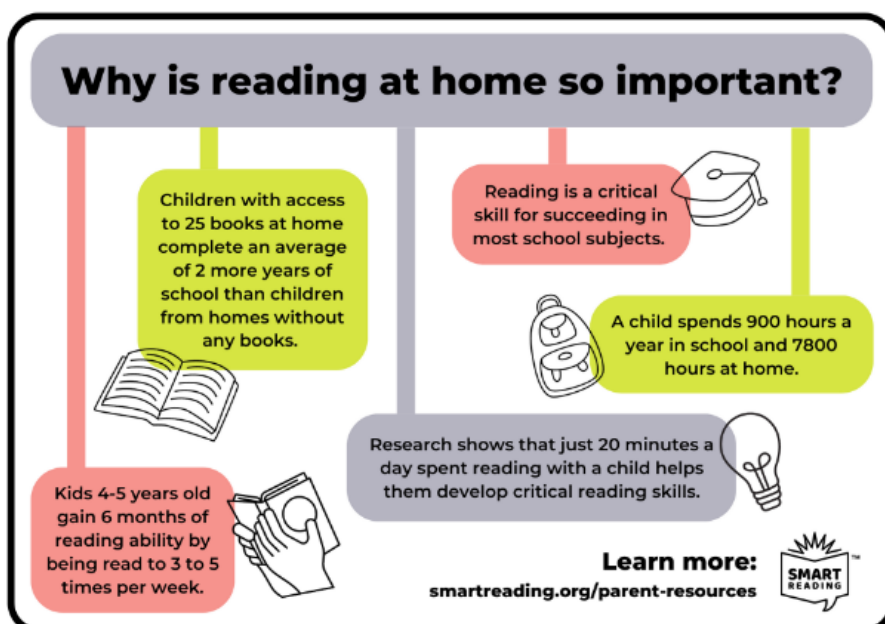 Why is reading at home so important?
Children with access
to 25 books at home
complete an average
of 2 more years of
school than children
from homes without
any books.
Reading is a critical
skill for succeeding in
most school subjects.
A child spends 900 hours a
year in school and 7800
hours at home.
Research shows that just 20 minutes a
day spent reading with a child helps
them develop critical reading skills.
Kids 4-5 years old
gain 6 months of
reading ability by
being read to 3 to 5
times per week.
Learn more:
smartreading.org/parent-resources
SMART
READING
™